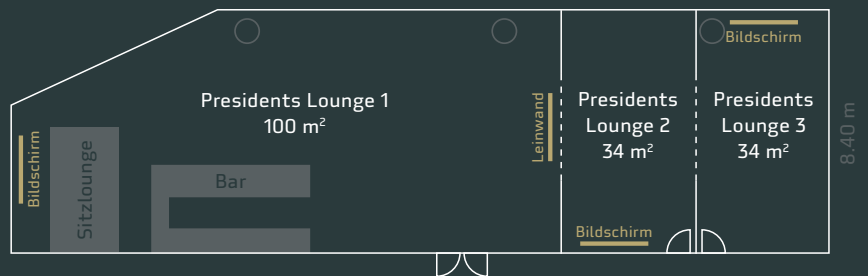 Bildschirm
Presidents Lounge 1
100 m²
Leinwand
Presidents
Lounge 2
34 m²
Presidents
Lounge 3
34 m²
8.40 m
Bildschirm
Sitzlounge
Bar
Bildschirm